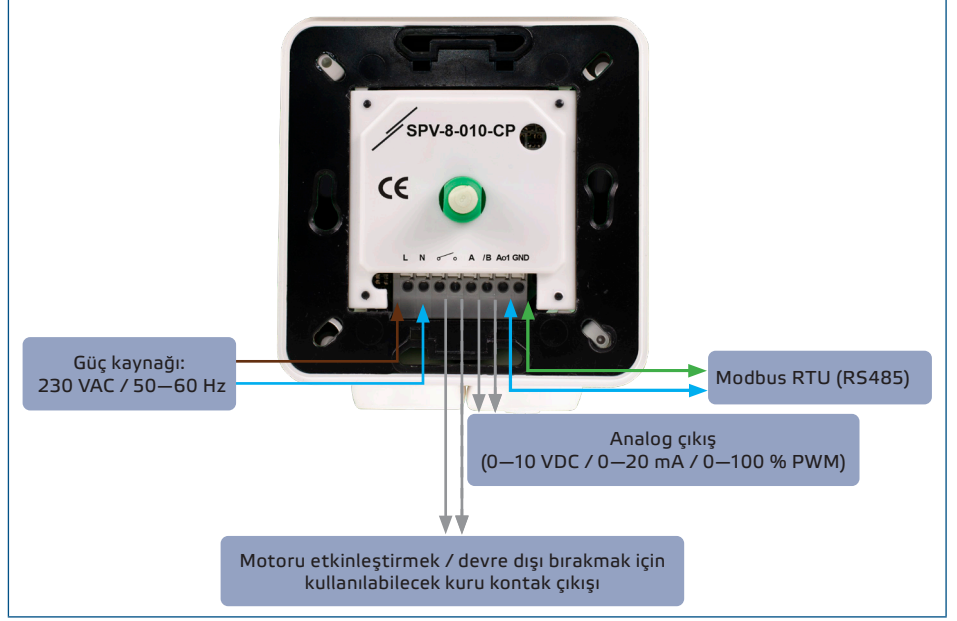 SPV-8-010-CP
CE
L N A /B Ao1 GND
Güç kaynağı:
230 VAC / 50—60 Hz
Modbus RTU (RS485)
Analog çıkış
(0—10 VDC / 0—20 mA / 0—100 % PWM)
Motoru etkinleştirmek / devre dışı bırakmak için
kullanılabilecek kuru kontak çıkışı